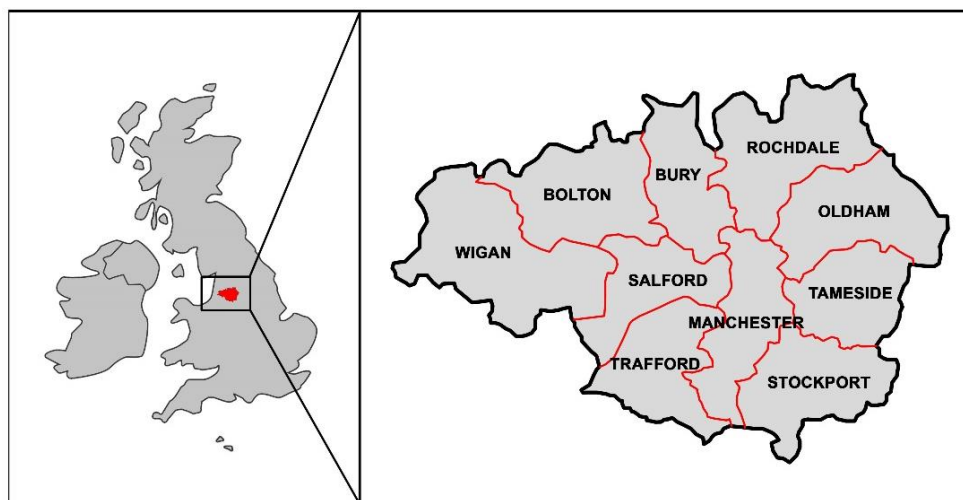 ROCHDALE
BURY
BOLTON
OLDHAM
WIGAN
SALFORD
TAMESIDE
MANCHESTER
TRAFFORD
STOCKPORT